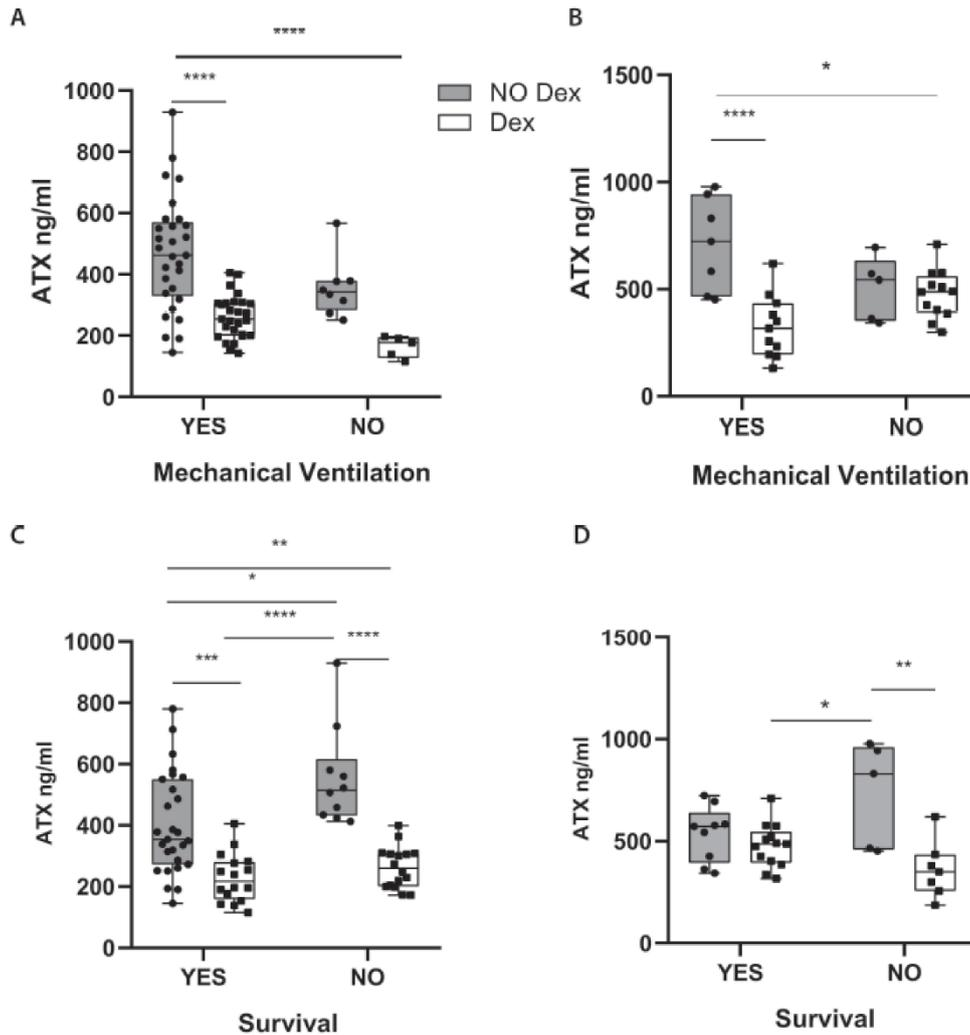 A
****
****
NO Dex
Dex
1000
800
600
400
200
0
ATX ng/ml
YES
NO
Mechanical Ventilation
B
*
****
1500
1000
500
0
ATX ng/ml
YES
NO
Mechanical Ventilation
C
**
*
****
****
***
1000
800
600
400
200
0
ATX ng/ml
YES
NO
Survival
D
**
*
1500
1000
500
0
ATX ng/ml
YES
NO
Survival